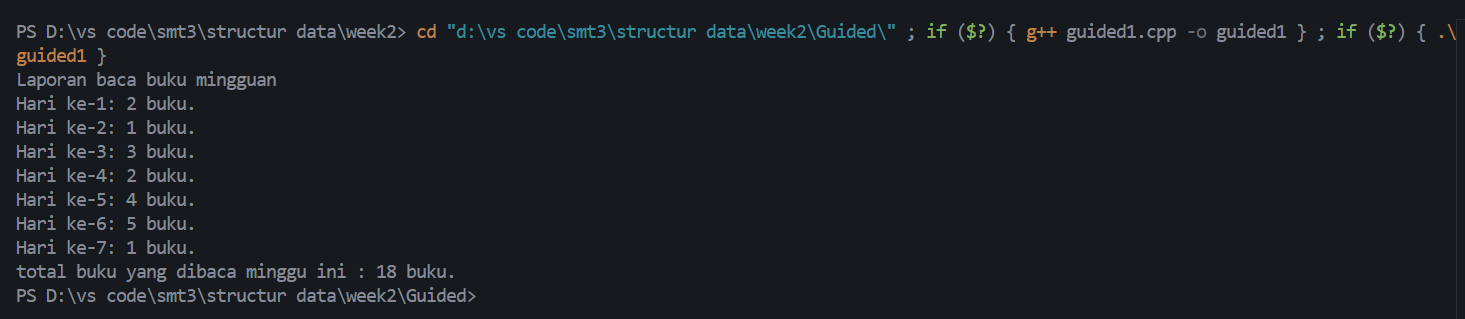 PS D:\vs code\smt3\structur data\week2> cd "d:\vs code\smt3\structur data\week2\Guided\" ; if ($?) { g++ guided1.cpp -o guided1 } ; if ($?) { .\
guided1 }
Laporan baca buku mingguan
Hari ke-1: 2 buku.
Hari ke-2: 1 buku.
Hari ke-3: 3 buku.
Hari ke-4: 2 buku.
Hari ke-5: 4 buku.
Hari ke-6: 5 buku.
Hari ke-7: 1 buku.
total buku yang dibaca minggu ini : 18 buku.
PS D:\vs code\smt3\structur data\week2\Guided>